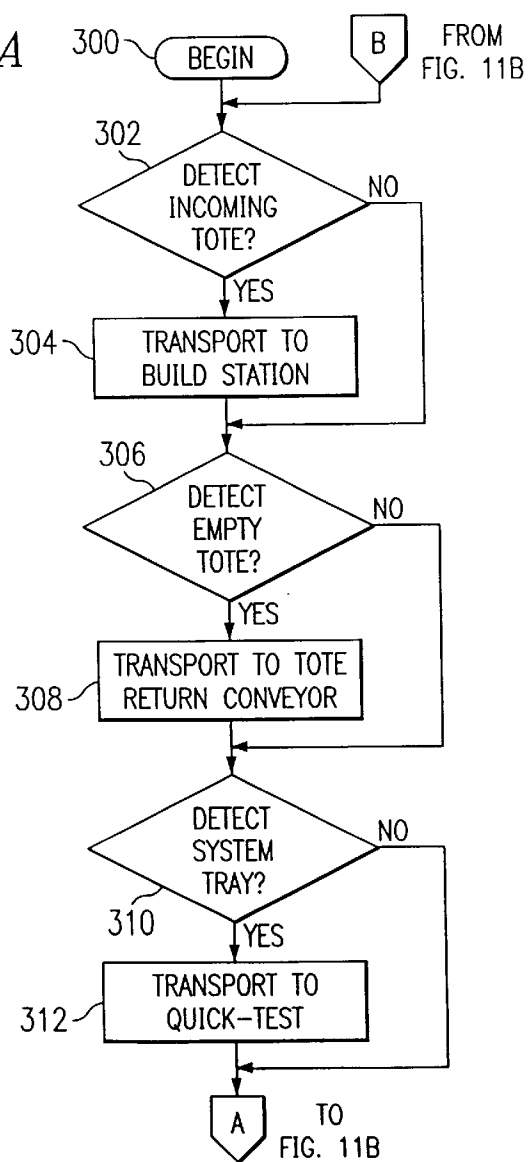 A
300
BEGIN
B
FROM
FIG. 11B
302
DETECT
INCOMING
TOTE?
NO
YES
304
TRANSPORT TO
BUILD STATION
306
DETECT
EMPTY
TOTE?
NO
YES
308
TRANSPORT TO TOTE
RETURN CONVEYOR
DETECT
SYSTEM
TRAY?
NO
310
YES
312
TRANSPORT TO
QUICK-TEST
A
TO
FIG. 11B